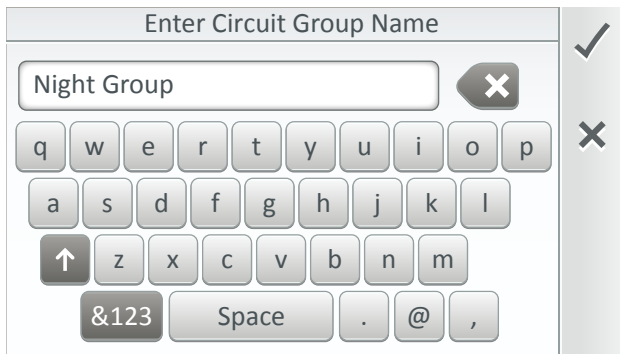 Enter Circuit Group Name
Night Group
q w e r t y u i o p
a s d f g h j k l
z x c v b n m
&123 Space . @ ,